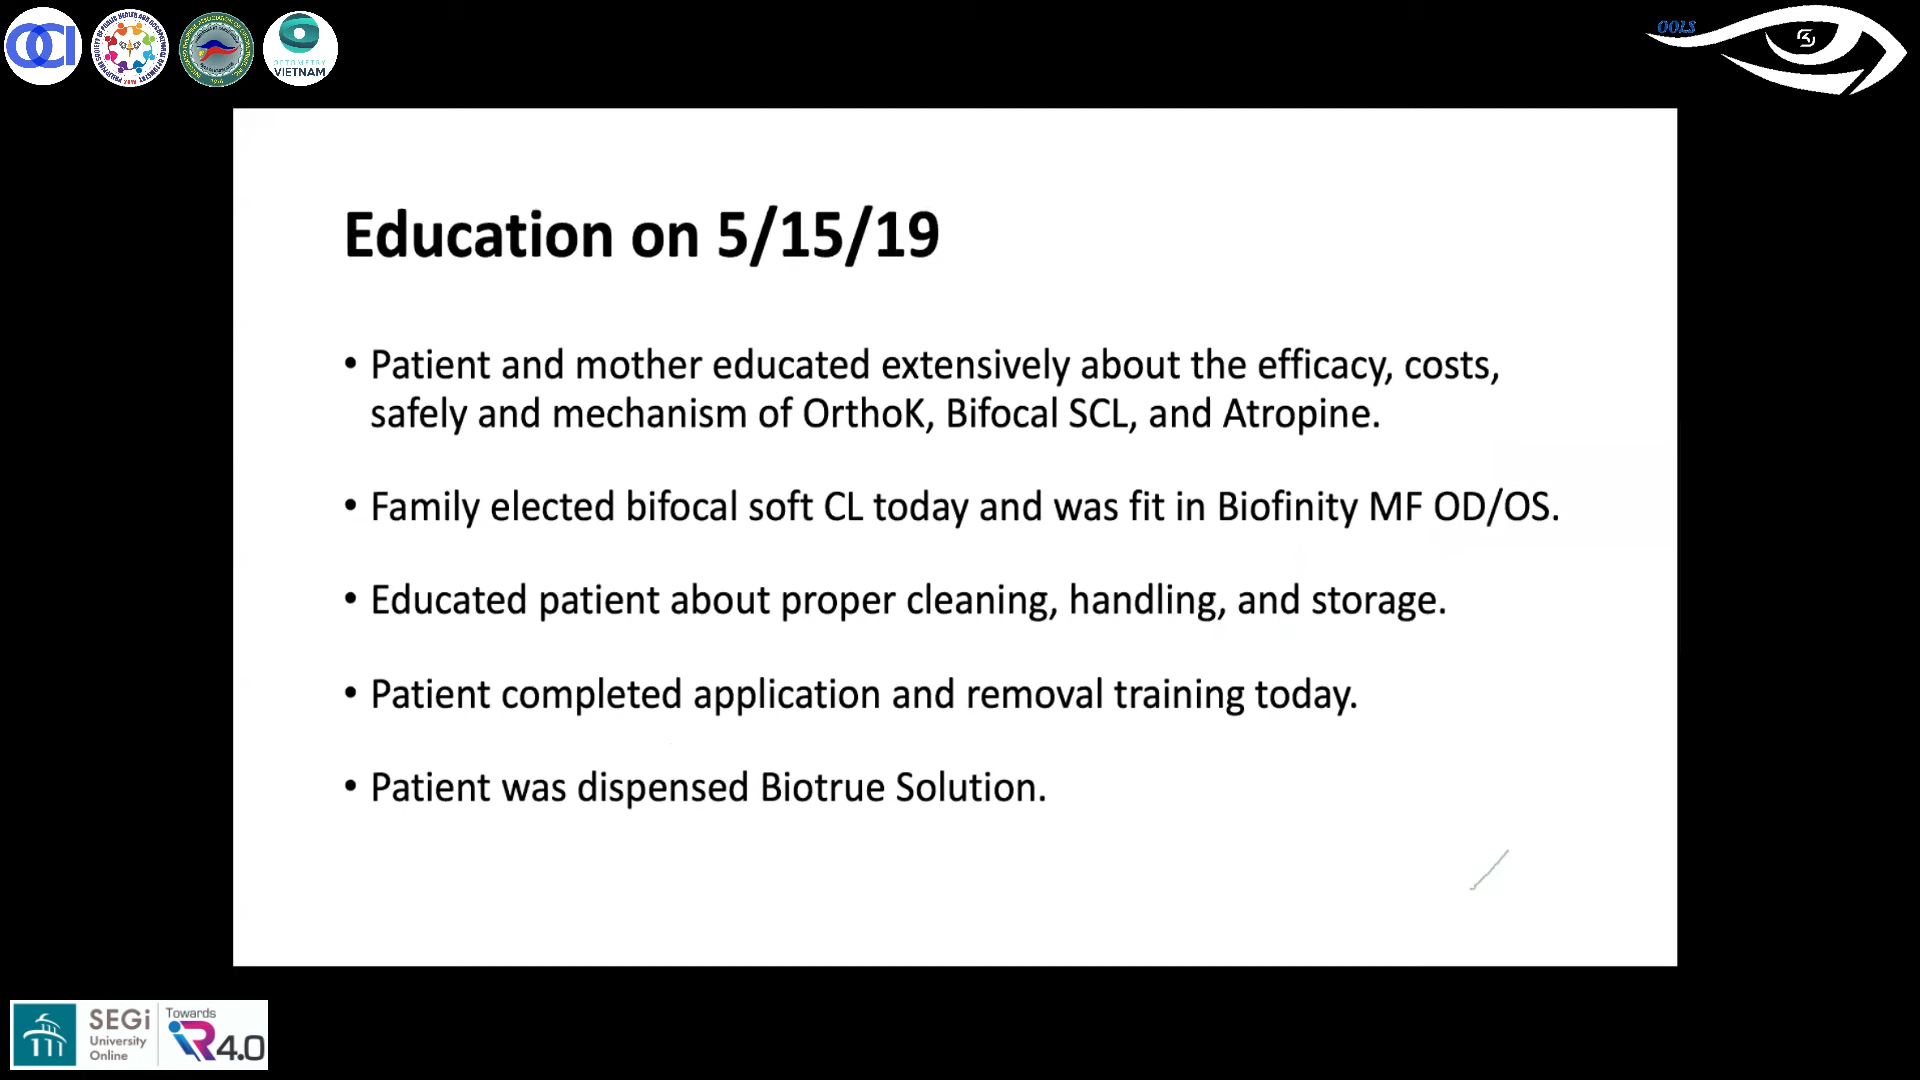 OCI
OPTOMETRY
VIETNAM
OOLS
Education on 5/15/19
• Patient and mother educated extensively about the efficacy, costs,
safely and mechanism of OrthoK, Bifocal SCL, and Atropine.
• Family elected bifocal soft CL today and was fit in Biofinity MF OD/OS.
• Educated patient about proper cleaning, handling, and storage.
• Patient completed application and removal training today.
• Patient was dispensed Biotrue Solution.
SEGi
University
Online
Towards
iR4.0